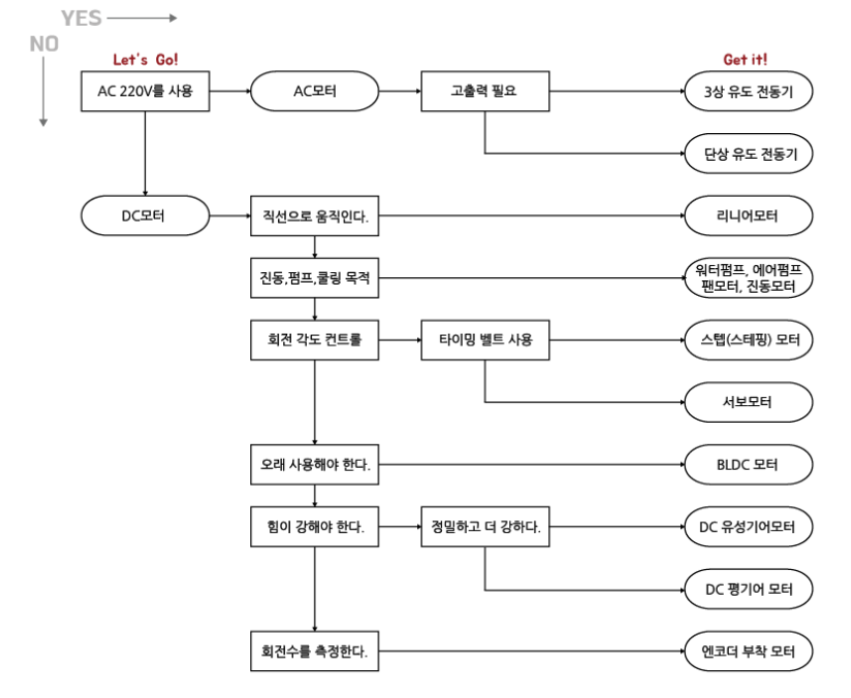 YES
NO
Let's Go!
Get it!
AC 220V를 사용
AC모터
고출력 필요
3상 유도 전동기
단상 유도 전동기
DC모터
직선으로 움직인다.
리니어모터
진동,펌프,쿨링 목적
워터펌프, 에어펌프
팬모터, 진동모터
회전 각도 컨트롤
타이밍 벨트 사용
스텝(스테핑) 모터
서보모터
오래 사용해야 한다.
BLDC 모터
힘이 강해야 한다.
정밀하고 더 강하다.
DC 유성기어모터
DC 평기어 모터
회전수를 측정한다.
엔코더 부착 모터